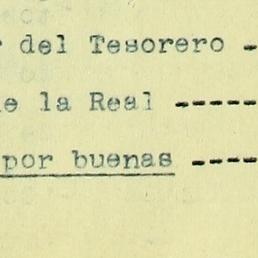 del Tesorero -
la Real -----
por buenas ----